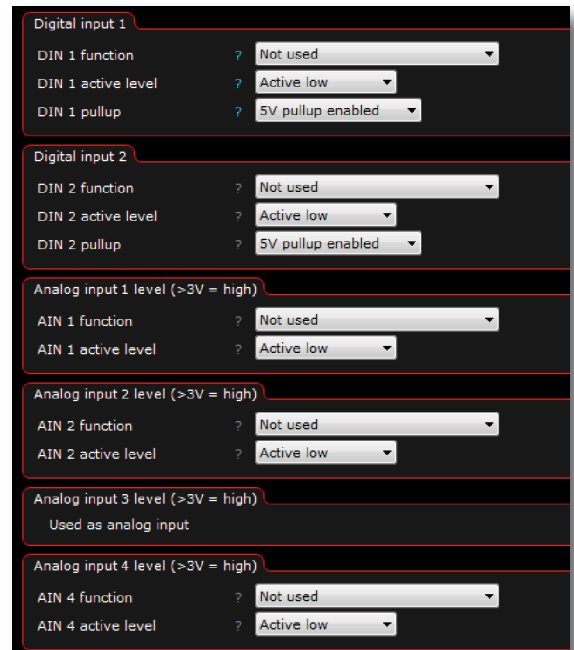 Digital input 1
DIN 1 function ? Not used
DIN 1 active level ? Active low
DIN 1 pullup ? 5V pullup enabled
Digital input 2
DIN 2 function ? Not used
DIN 2 active level ? Active low
DIN 2 pullup ? 5V pullup enabled
Analog input 1 level (>3V = high)
AIN 1 function ? Not used
AIN 1 active level ? Active low
Analog input 2 level (>3V = high)
AIN 2 function ? Not used
AIN 2 active level ? Active low
Analog input 3 level (>3V = high)
Used as analog input
Analog input 4 level (>3V = high)
AIN 4 function ? Not used
AIN 4 active level ? Active low